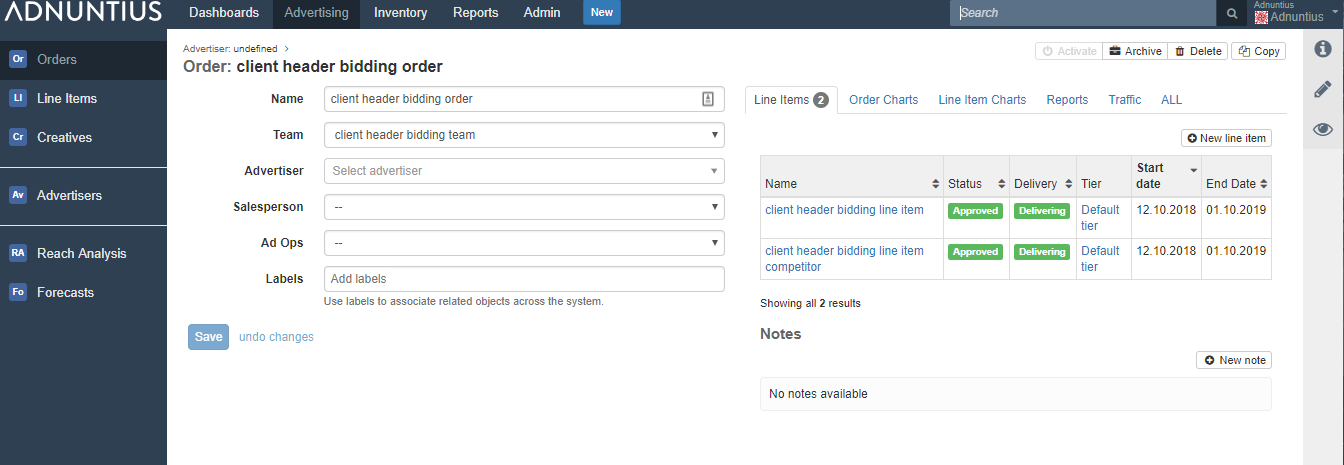 ADNUNTIUS
Dashboards Advertising Inventory Reports Admin New
Search
Adnuntius
Adnuntius
Or Orders
LI Line Items
Cr Creatives
Av Advertisers
RA Reach Analysis
Fo Forecasts
Advertiser: undefined >
Order: client header bidding order
Activate Archive Delete Copy
Name client header bidding order
Team client header bidding team
Advertiser Select advertiser
Salesperson --
Ad Ops --
Labels Add labels
Use labels to associate related objects across the system.
Save undo changes
Line Items 2 Order Charts Line Item Charts Reports Traffic ALL
New line item
Name Status Delivery Tier Start date End Date
client header bidding line item Approved Delivering Default tier 12.10.2018 01.10.2019
client header bidding line item competitor Approved Delivering Default tier 12.10.2018 01.10.2019
Showing all 2 results
Notes
New note
No notes available